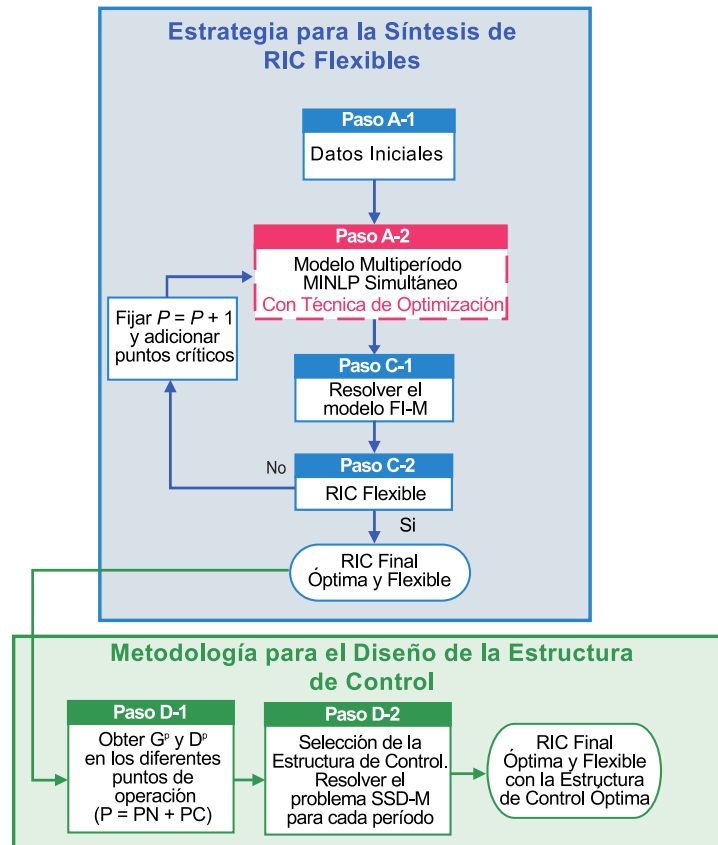 Estrategia para la Síntesis de
RIC Flexibles
Paso A-1
Datos Iniciales
Paso A-2
Modelo Multiperíodo
MINLP Simultáneo
Con Técnica de Optimización
Fijar P = P + 1
y adicionar
puntos críticos
Paso C-1
Resolver el
modelo FI-M
No
Paso C-2
RIC Flexible
Si
RIC Final
Óptima y Flexible
Metodología para el Diseño de la Estructura
de Control
Paso D-1
Obter Gᵖ y Dᵖ
en los diferentes
puntos de
operación
(P = PN + PC)
Paso D-2
Selección de la
Estructura de Control.
Resolver el
problema SSD-M
para cada período
RIC Final
Óptima y Flexible
con la Estructura
de Control Óptima